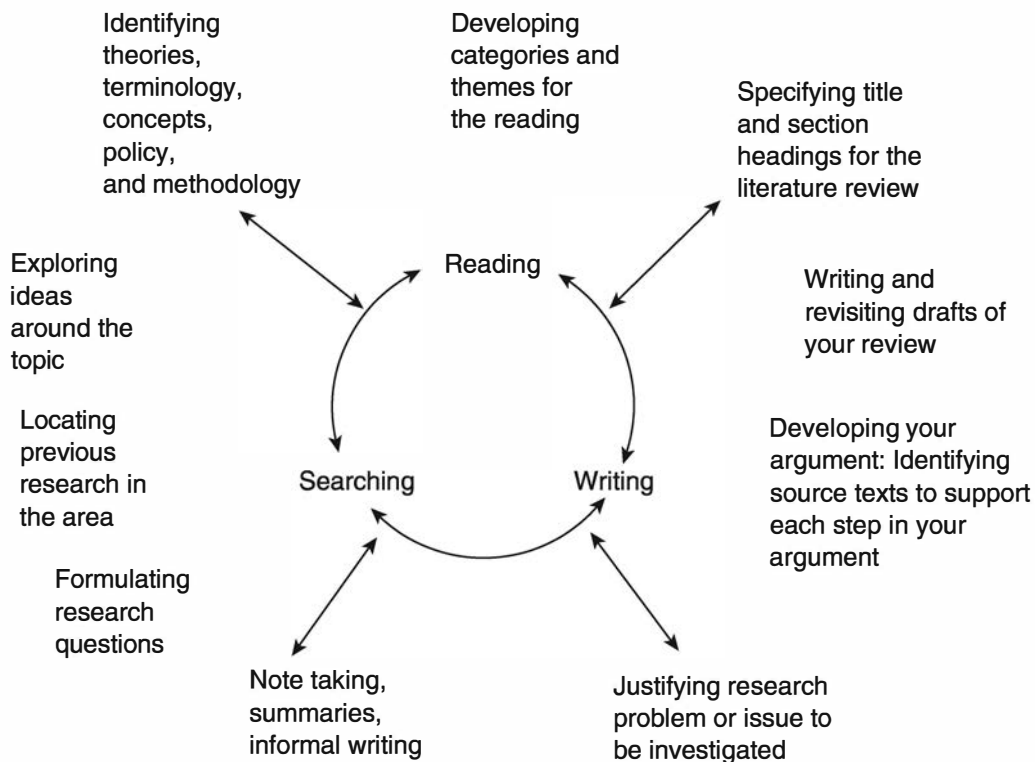 Identifying
theories,
terminology,
concepts,
policy,
and methodology
Developing
categories and
themes for
the reading
Specifying title
and section
headings for the
literature review
Exploring
ideas
around the
topic
Reading
Writing and
revisiting drafts of
your review
Locating
previous
research in
the area
Searching
Writing
Developing your
argument: Identifying
source texts to support
each step in your
argument
Formulating
research
questions
Note taking,
summaries,
informal writing
Justifying research
problem or issue to
be investigated